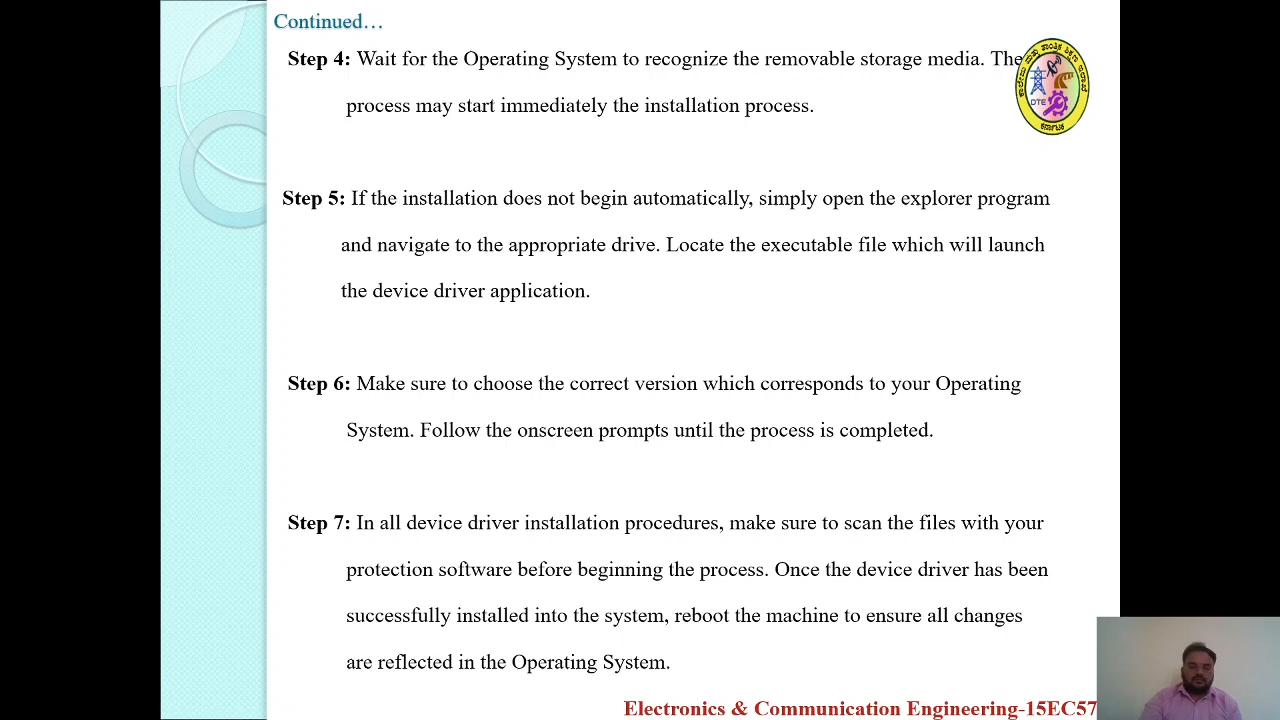 Continued…
Step 4: Wait for the Operating System to recognize the removable storage media. The
process may start immediately the installation process.
DTE
ಕರ್ನಾಟಕ
Step 5: If the installation does not begin automatically, simply open the explorer program
and navigate to the appropriate drive. Locate the executable file which will launch
the device driver application.
Step 6: Make sure to choose the correct version which corresponds to your Operating
System. Follow the onscreen prompts until the process is completed.
Step 7: In all device driver installation procedures, make sure to scan the files with your
protection software before beginning the process. Once the device driver has been
successfully installed into the system, reboot the machine to ensure all changes
are reflected in the Operating System.
Electronics & Communication Engineering-15EC57